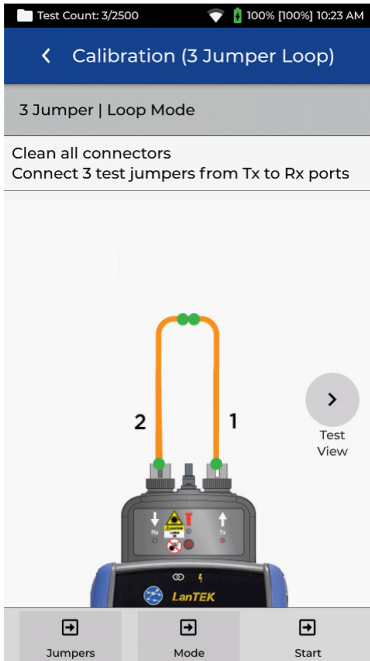 Test Count: 3/2500
100% [100%] 10:23 AM
Calibration (3 Jumper Loop)
3 Jumper | Loop Mode
Clean all connectors
Connect 3 test jumpers from Tx to Rx ports
2
1
Test
View
Rx
Tx
LanTEK
Jumpers
Mode
Start